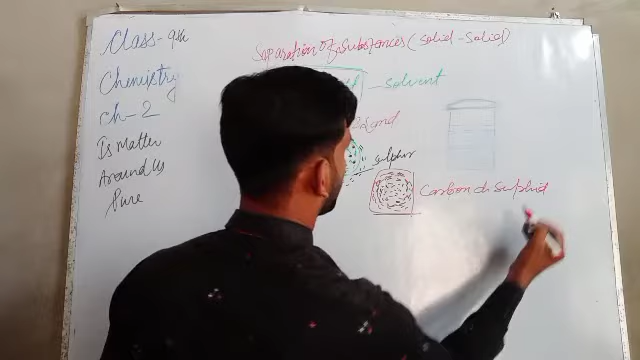 Class-9th
Separation of Substances (Solid-Solid)
Chemistry
- solvent
Ch-2
Is Matter
sulphur
Around Us
Carbon di sulphid
Pure